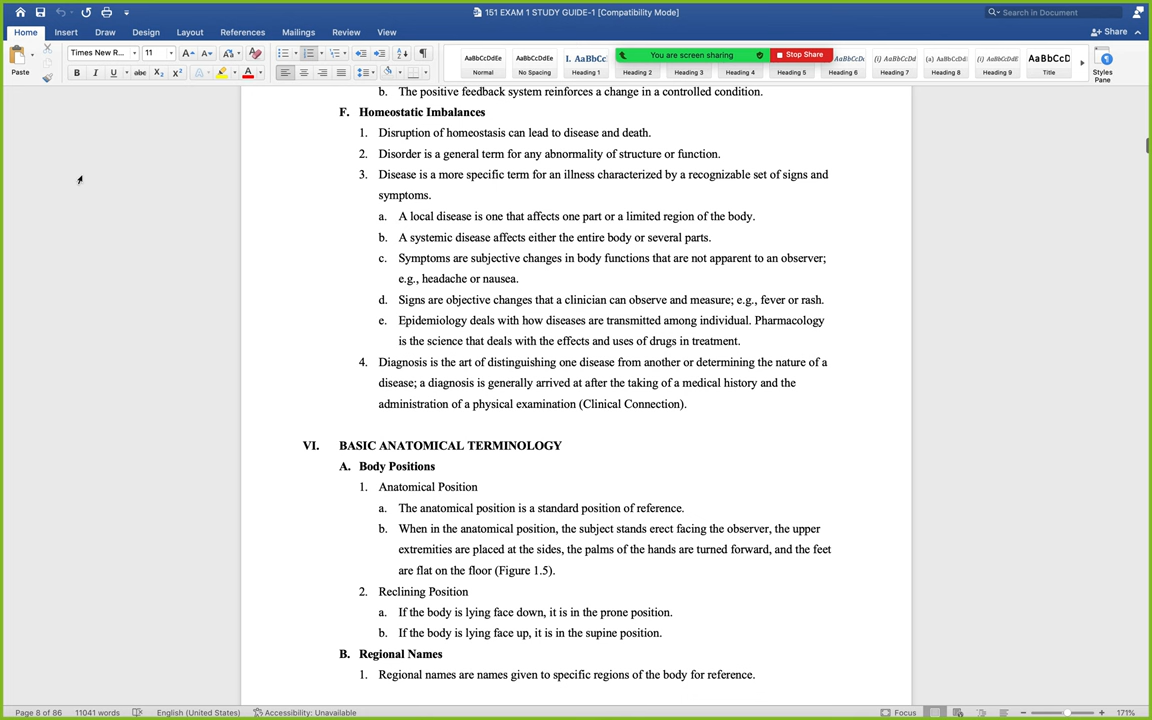 151 EXAM 1 STUDY GUIDE-1 [Compatibility Mode]
Search in Document
Home Insert Draw Design Layout References Mailings Review View
Share
Paste
Times New R... 11
B I U abc X₂ X² A A
AaBbCcDdEe AaBbCcDdEe I. AaBbCc You are screen sharing Stop Share AaBbCcDc (i) AaBbCcDd (a) AaBbCcDdE (i) AaBbCcDdE AaBbCcD
Normal No Spacing Heading 1 Heading 2 Heading 3 Heading 4 Heading 5 Heading 6 Heading 7 Heading 8 Heading 9 Title
Styles
Pane
b. The positive feedback system reinforces a change in a controlled condition.
F. Homeostatic Imbalances
1. Disruption of homeostasis can lead to disease and death.
2. Disorder is a general term for any abnormality of structure or function.
3. Disease is a more specific term for an illness characterized by a recognizable set of signs and
symptoms.
a. A local disease is one that affects one part or a limited region of the body.
b. A systemic disease affects either the entire body or several parts.
c. Symptoms are subjective changes in body functions that are not apparent to an observer;
e.g., headache or nausea.
d. Signs are objective changes that a clinician can observe and measure; e.g., fever or rash.
e. Epidemiology deals with how diseases are transmitted among individual. Pharmacology
is the science that deals with the effects and uses of drugs in treatment.
4. Diagnosis is the art of distinguishing one disease from another or determining the nature of a
disease; a diagnosis is generally arrived at after the taking of a medical history and the
administration of a physical examination (Clinical Connection).
VI. BASIC ANATOMICAL TERMINOLOGY
A. Body Positions
1. Anatomical Position
a. The anatomical position is a standard position of reference.
b. When in the anatomical position, the subject stands erect facing the observer, the upper
extremities are placed at the sides, the palms of the hands are turned forward, and the feet
are flat on the floor (Figure 1.5).
2. Reclining Position
a. If the body is lying face down, it is in the prone position.
b. If the body is lying face up, it is in the supine position.
B. Regional Names
1. Regional names are names given to specific regions of the body for reference.
Page 8 of 86 11041 words English (United States) Accessibility: Unavailable Focus 171%